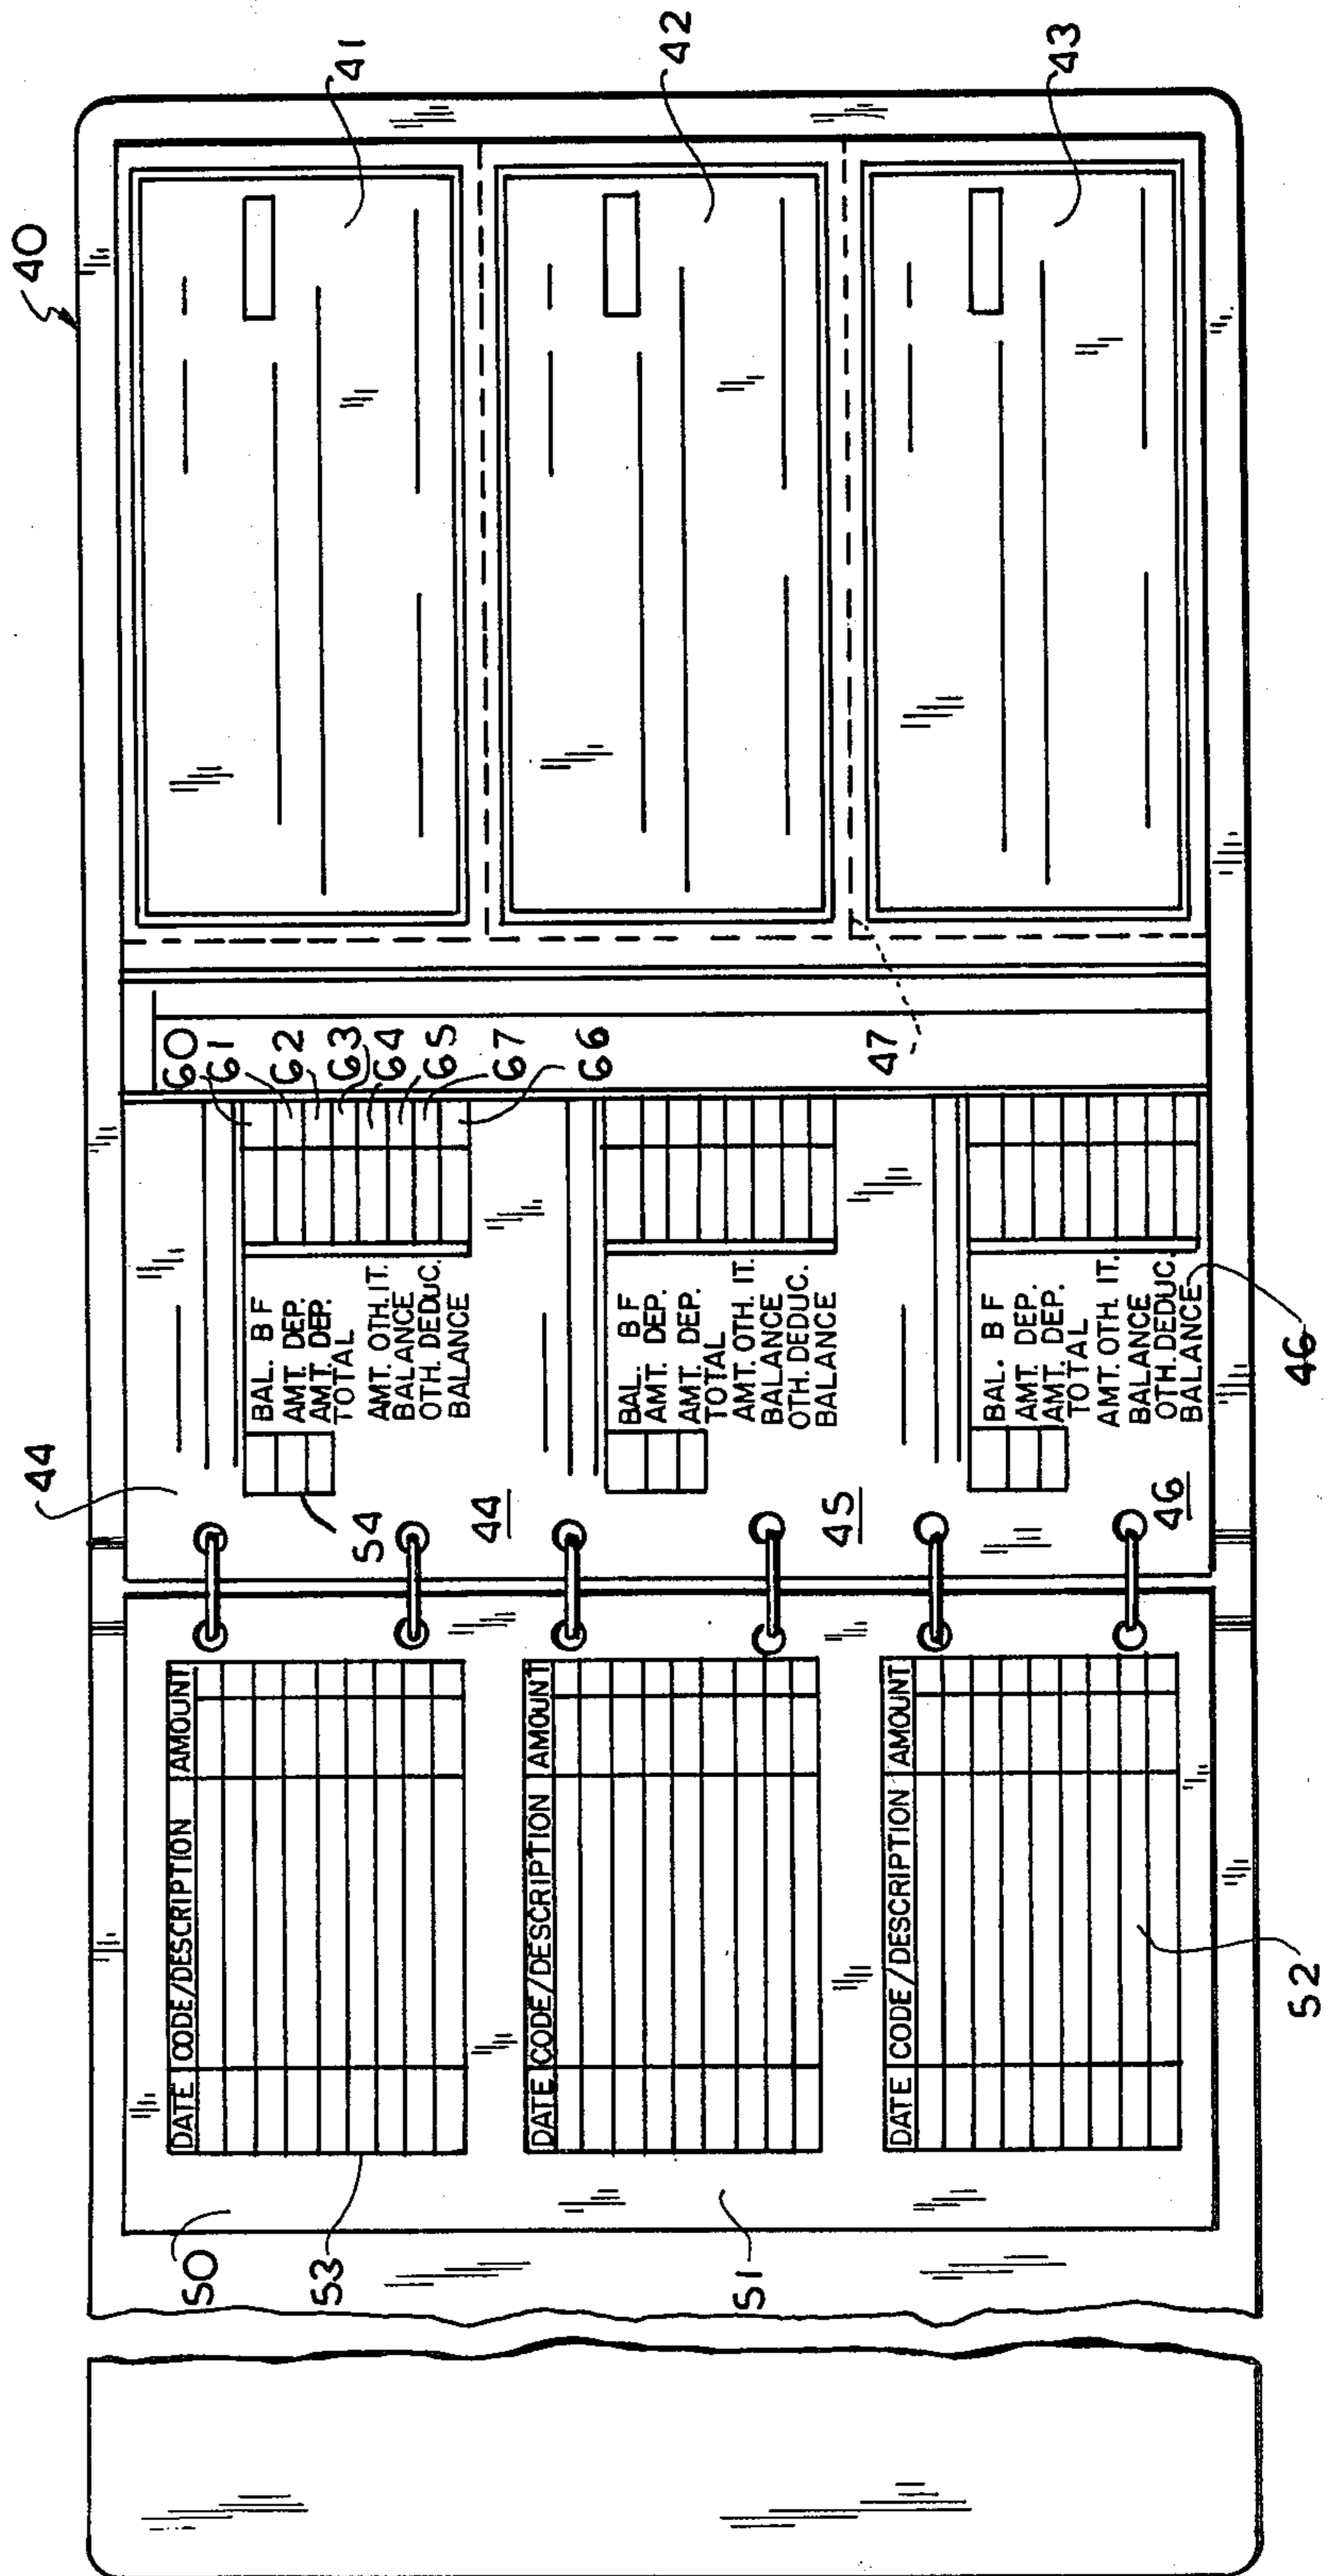 40
41
42
43
44
60
61
62
63
64
65
67
66
47
BAL. B F
AMT. DEP.
AMT. DEP.
TOTAL
AMT. OTH. IT.
BALANCE
OTH. DEDUC.
BALANCE
54
44
BAL. B F
AMT. DEP.
AMT. DEP.
TOTAL
AMT. OTH. IT.
BALANCE
OTH. DEDUC.
BALANCE
45
BAL. B F
AMT. DEP.
AMT. DEP.
TOTAL
AMT. OTH. IT.
BALANCE
OTH. DEDUC.
BALANCE
46
46
DATE CODE/DESCRIPTION AMOUNT
50
53
DATE CODE/DESCRIPTION AMOUNT
51
DATE CODE/DESCRIPTION AMOUNT
52